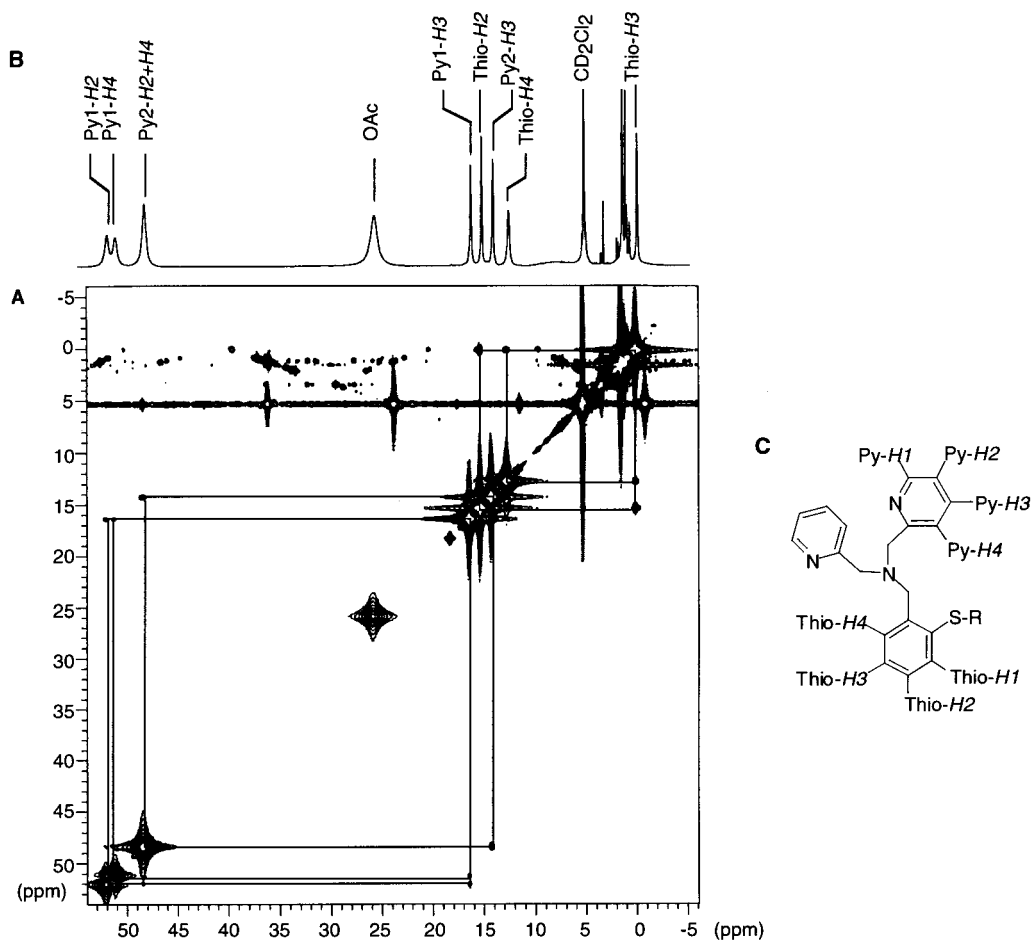 B
Py1-H2
Py1-H4
Py2-H2+H4
OAc
Py1-H3
Thio-H2
Py2-H3
Thio-H4
CD2Cl2
Thio-H3
A
-5
0
5
10
15
20
25
30
35
40
45
50
(ppm)
50 45 40 35 30 25 20 15 10 5 0 -5 (ppm)
C
Py-H1
Py-H2
N
Py-H3
Py-H4
N
N
S-R
Thio-H4
Thio-H3
Thio-H1
Thio-H2